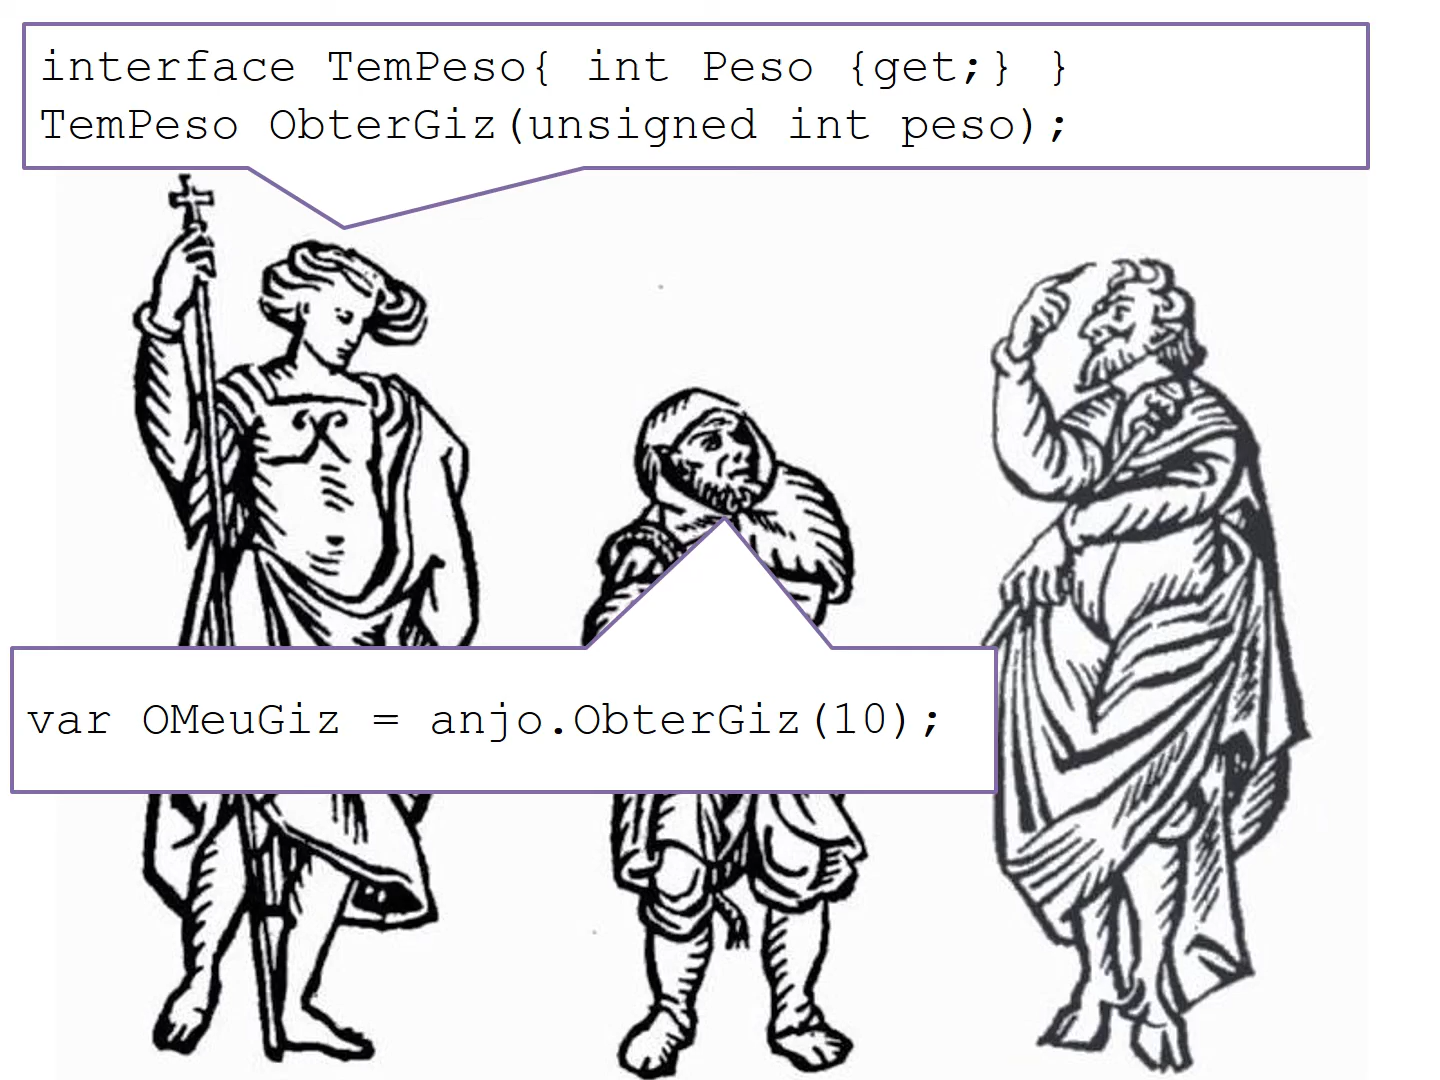 interface TemPeso{ int Peso {get;} }
TemPeso ObterGiz(unsigned int peso);
var OMeuGiz = anjo.ObterGiz(10);